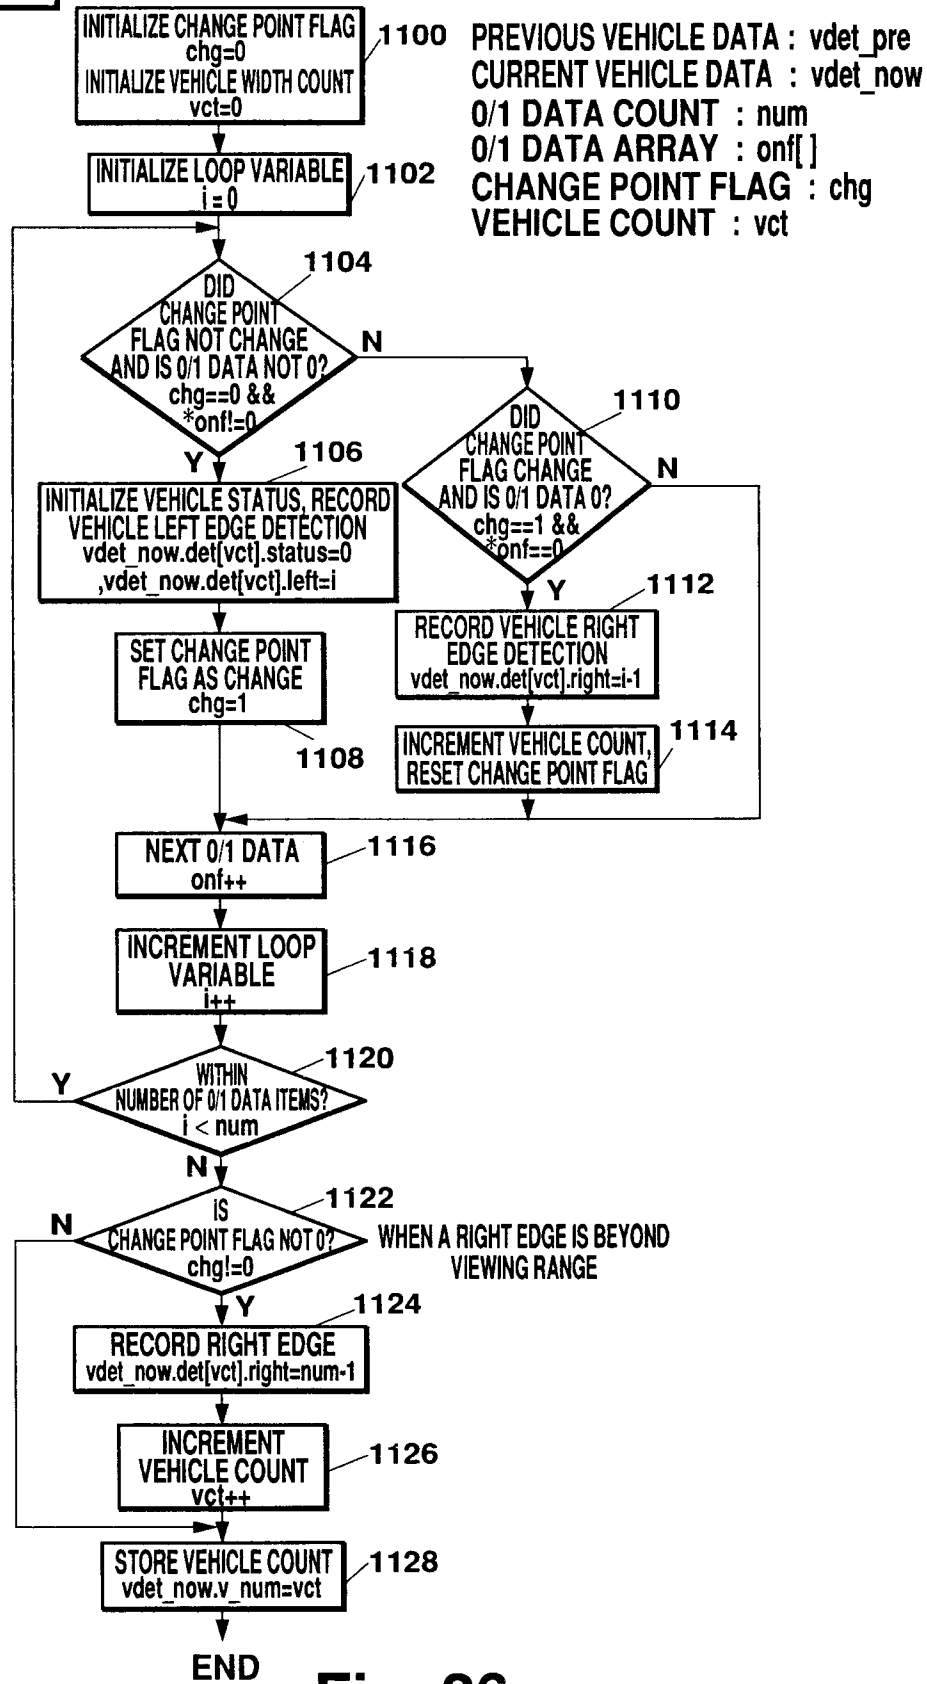 INITIALIZE CHANGE POINT FLAG
chg=0
INITIALIZE VEHICLE WIDTH COUNT
vct=0
1100
PREVIOUS VEHICLE DATA : vdet_pre
CURRENT VEHICLE DATA : vdet_now
0/1 DATA COUNT : num
0/1 DATA ARRAY : onf[ ]
CHANGE POINT FLAG : chg
VEHICLE COUNT : vct
INITIALIZE LOOP VARIABLE
i = 0
1102
1104
DID
CHANGE POINT
FLAG NOT CHANGE
AND IS 0/1 DATA NOT 0?
chg==0 &&
*onf!=0
N
Y
1110
DID
CHANGE POINT
FLAG CHANGE
AND IS 0/1 DATA 0?
chg==1 &&
*onf==0
N
Y
1106
INITIALIZE VEHICLE STATUS, RECORD
VEHICLE LEFT EDGE DETECTION
vdet_now.det[vct].status=0
,vdet_now.det[vct].left=i
1112
RECORD VEHICLE RIGHT
EDGE DETECTION
vdet_now.det[vct].right=i-1
SET CHANGE POINT
FLAG AS CHANGE
chg=1
1108
INCREMENT VEHICLE COUNT,
RESET CHANGE POINT FLAG
1114
NEXT 0/1 DATA
onf++
1116
INCREMENT LOOP
VARIABLE
i++
1118
1120
WITHIN
NUMBER OF 0/1 DATA ITEMS?
i < num
Y
N
1122
iS
CHANGE POINT FLAG NOT 0?
chg!=0
N
Y
WHEN A RIGHT EDGE IS BEYOND
VIEWING RANGE
1124
RECORD RIGHT EDGE
vdet_now.det[vct].right=num-1
INCREMENT
VEHICLE COUNT
vct++
1126
STORE VEHICLE COUNT
vdet_now.v_num=vct
1128
END